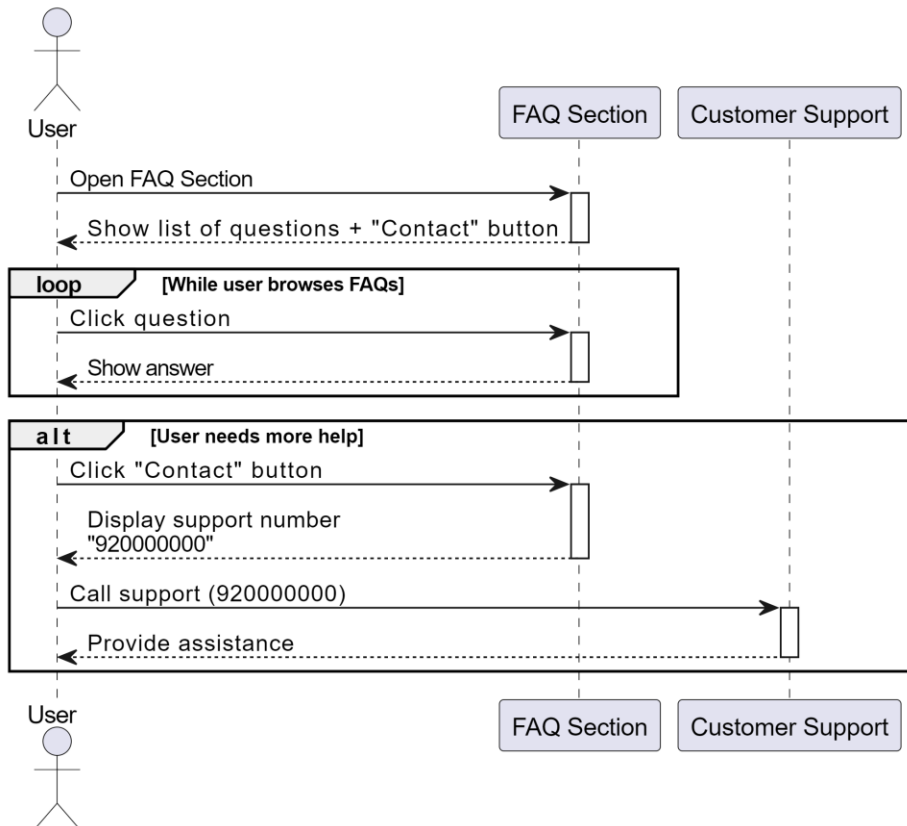 User
FAQ Section
Customer Support
Open FAQ Section
Show list of questions + "Contact" button
loop [While user browses FAQs]
Click question
Show answer
alt [User needs more help]
Click "Contact" button
Display support number
"920000000"
Call support (920000000)
Provide assistance
User
FAQ Section
Customer Support